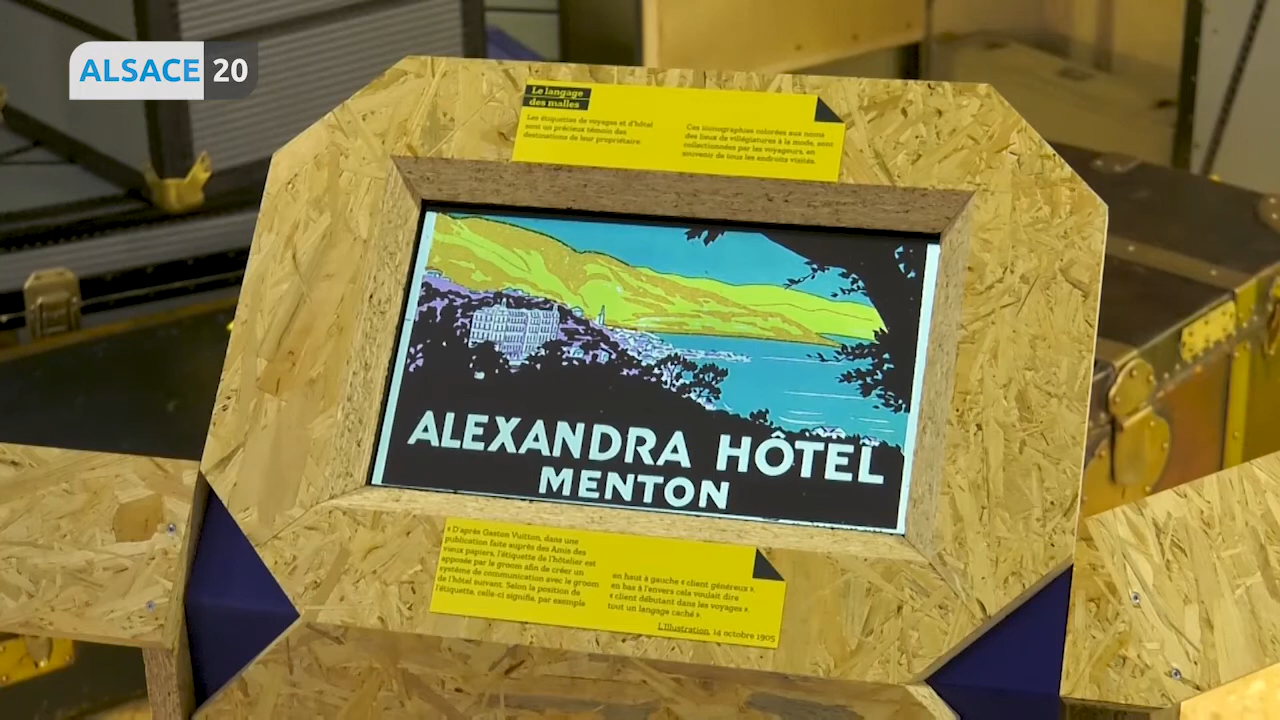 ALSACE 20
Le langage
des malles
Les étiquettes de voyages et d'hôtel
sont un précieux témoin des
destinations de leur propriétaire
Ces iconographies colorées aux noms
des lieux de villégiatures à la mode, sont
collectionnées par les voyageurs, en
souvenir de tous les endroits visités.
ALEXANDRA HÔTEL
MENTON
« D'après Gaston Vuitton, dans une
publication faite auprès des Amis des
vieux papiers, l'étiquette de l'hôtelier est
apposée par le groom afin de créer un
système de communication avec le groom
de l'hôtel suivant. Selon la position de
l'étiquette, celle-ci signifie, par exemple
en haut à gauche « client généreux »,
en bas à l'envers cela voulait dire
« client débutant dans les voyages »,
tout un langage caché »
L'Illustration, 14 octobre 1905